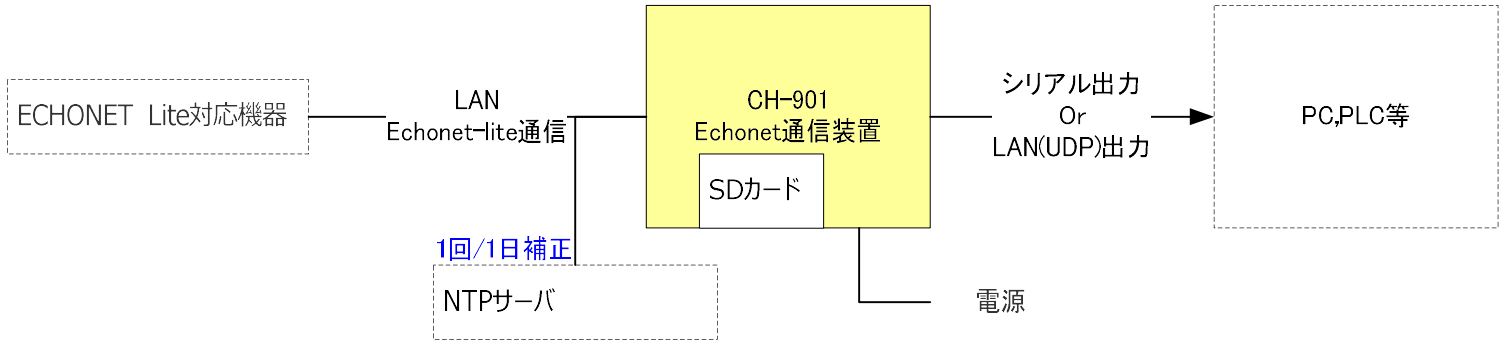 ECHONET Lite対応機器
LAN
Echonet-lite通信
CH-901
Echonet通信装置
SDカード
シリアル出力
Or
LAN(UDP)出力
PC,PLC等
1回/1日補正
NTPサーバ
電源